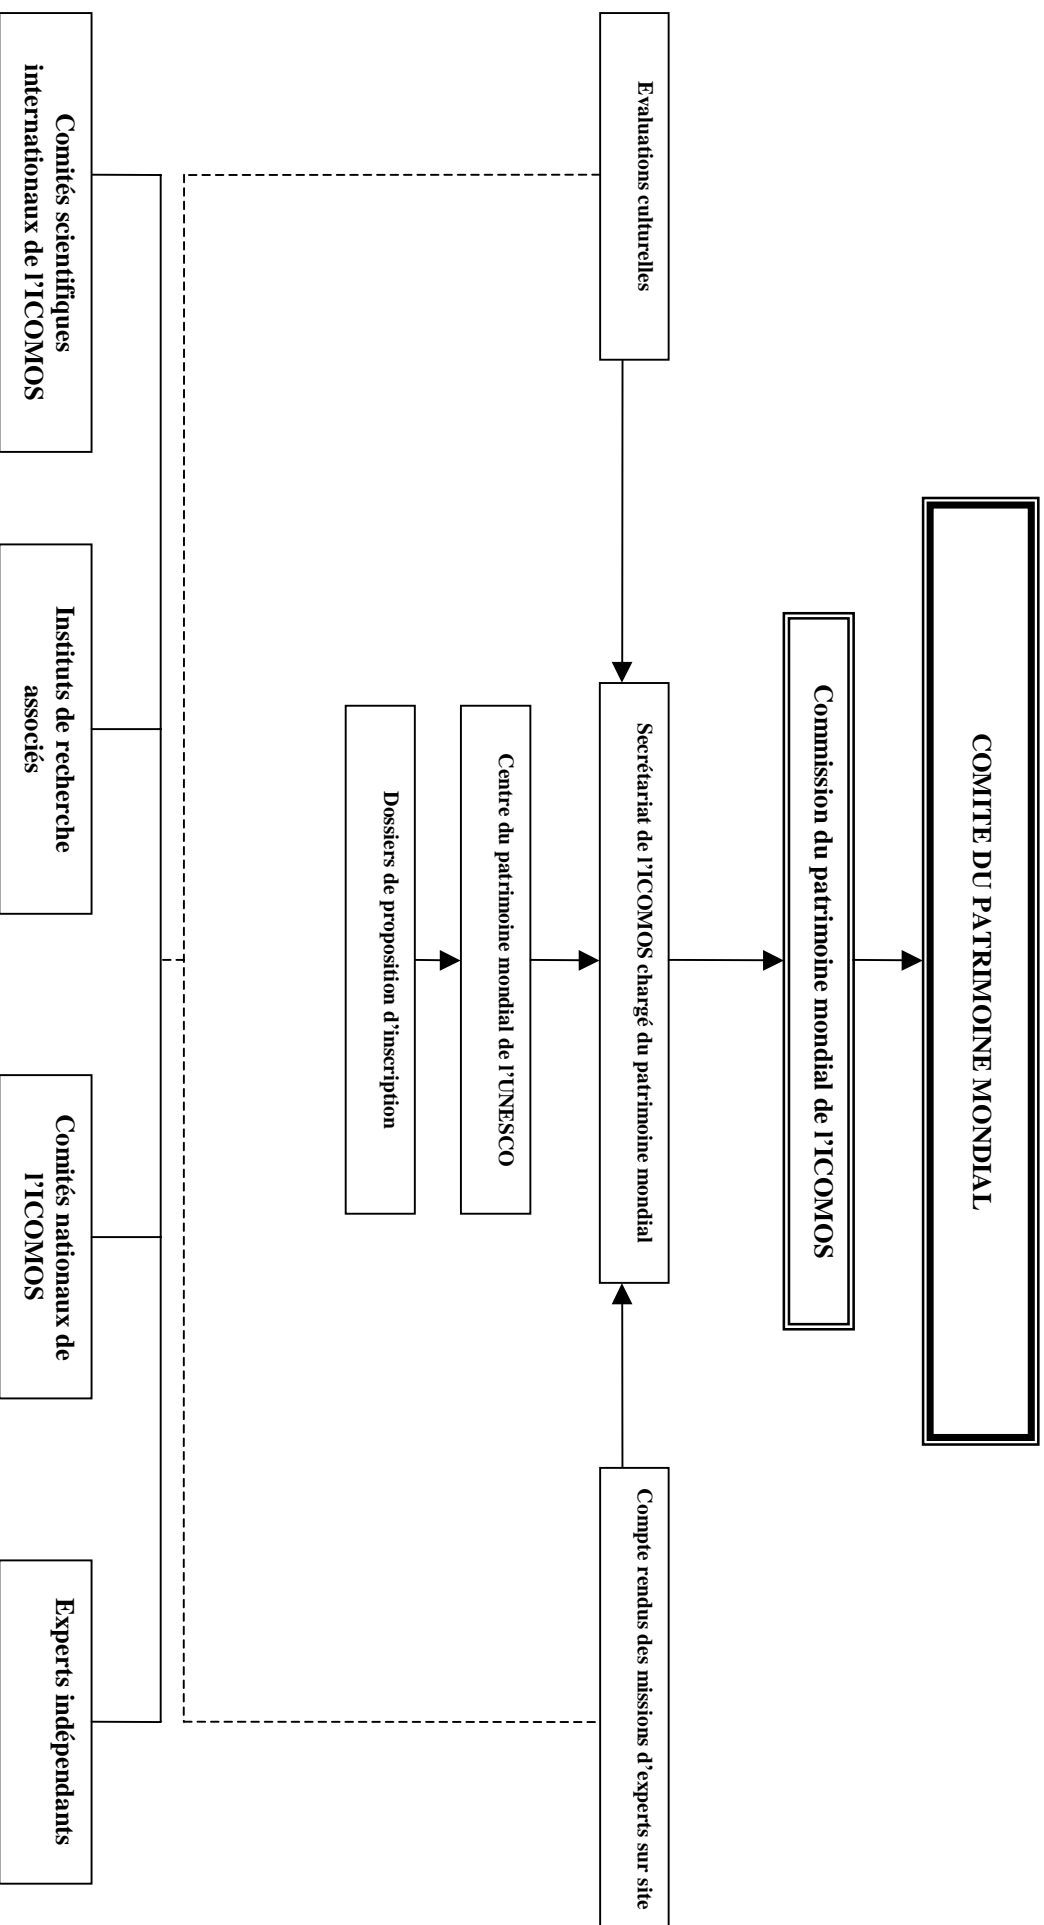 COMITE DU PATRIMOINE MONDIAL
Commission du patrimoine mondial de l’ICOMOS
Evaluations culturelles
Secrétariat de l’ICOMOS chargé du patrimoine mondial
Compte rendus des missions d’experts sur site
Centre du patrimoine mondial de l’UNESCO
Dossiers de proposition d’inscription
Comités scientifiques
internationaux de l’ICOMOS
Instituts de recherche
associés
Comités nationaux de
l’ICOMOS
Experts indépendants